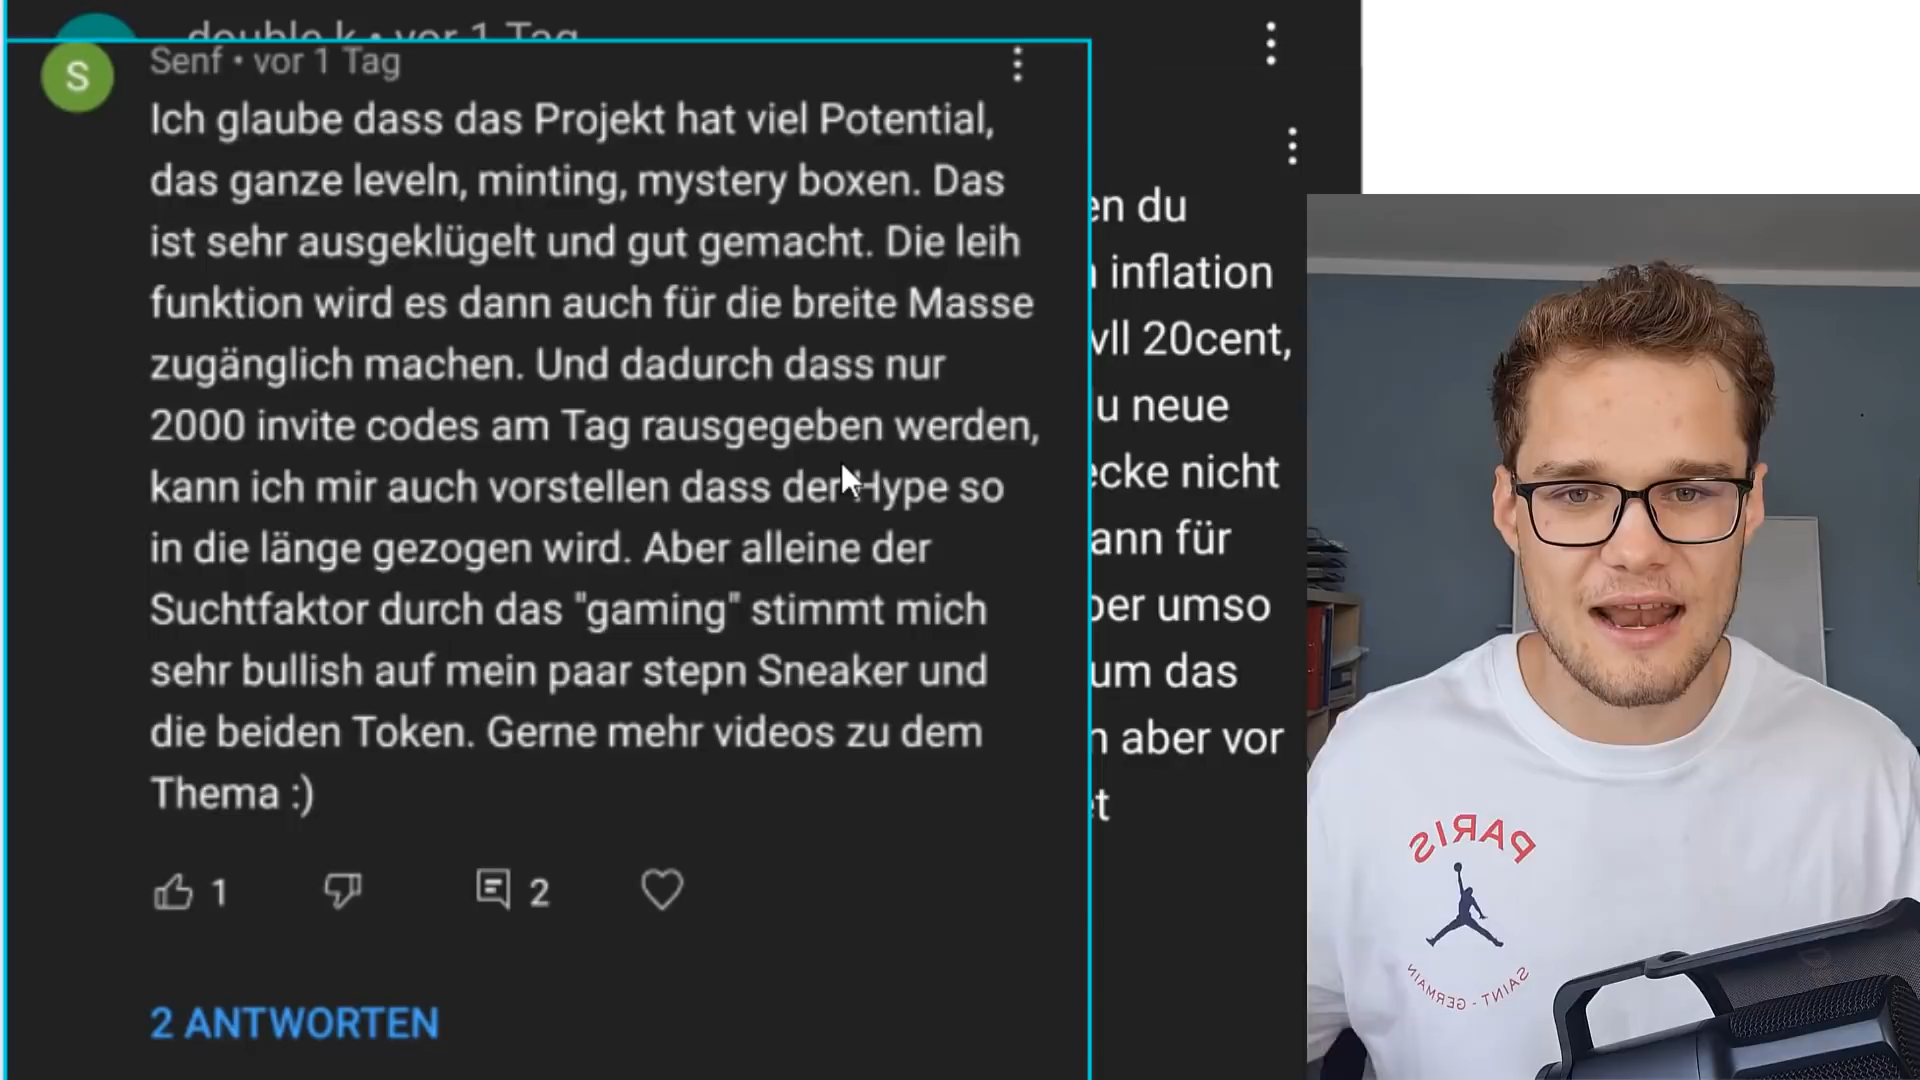 double k • vor 1 Tag
Senf • vor 1 Tag
Ich glaube dass das Projekt hat viel Potential,
das ganze leveln, minting, mystery boxen. Das
ist sehr ausgeklügelt und gut gemacht. Die leih
funktion wird es dann auch für die breite Masse
zugänglich machen. Und dadurch dass nur
2000 invite codes am Tag rausgegeben werden,
kann ich mir auch vorstellen dass der Hype so
in die länge gezogen wird. Aber alleine der
Suchtfaktor durch das "gaming" stimmt mich
sehr bullish auf mein paar stepn Sneaker und
die beiden Token. Gerne mehr videos zu dem
Thema :)
1
2
2 ANTWORTEN
en du
inflation
vll 20cent,
u neue
ecke nicht
ann für
ber umso
um das
n aber vor
et
PARIS
SAINT-GERMAIN